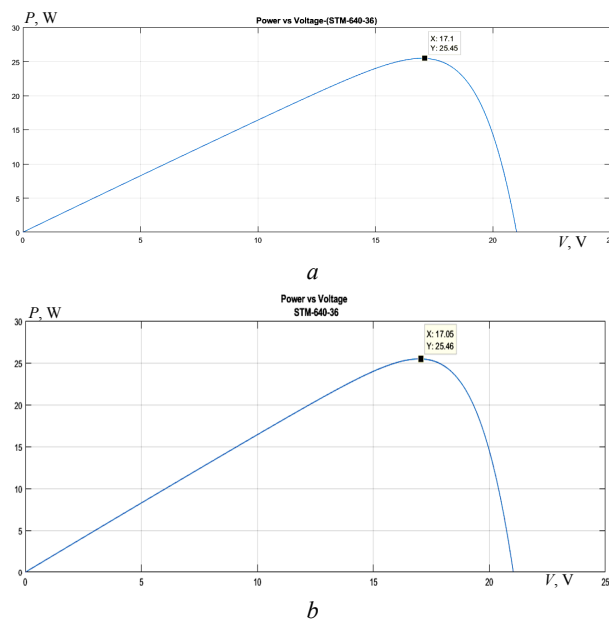 P, W
Power vs Voltage-(STM-640-36)
30
X: 17.1
Y: 25.45
25
20
15
10
5
0
0 5 10 15 20 2
V, V
a
Power vs Voltage
STM-640-36
P, W
30
X: 17.05
Y: 25.46
25
20
15
10
5
0
0 5 10 15 20 25
V, V
b